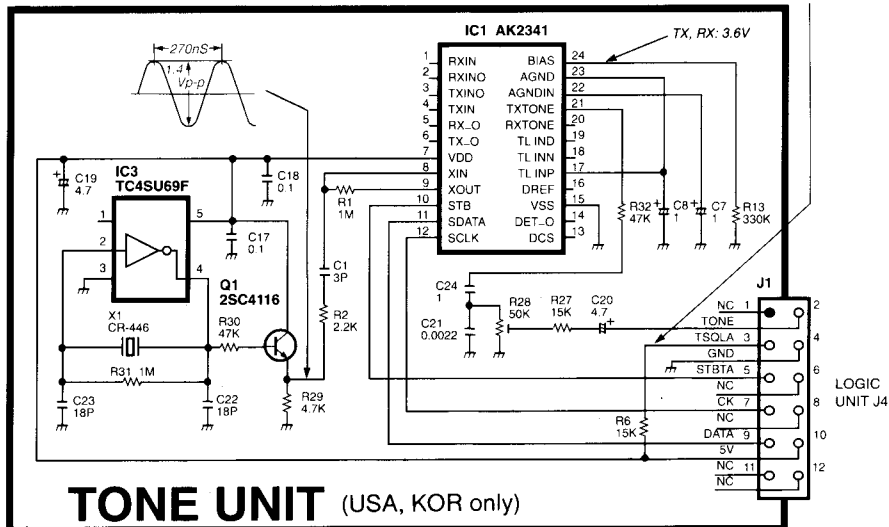 IC1 AK2341
TX, RX: 3.6V
270nS
1.4
Vp-p
1 RXIN BIAS 24
2 RXINO AGND 23
3 TXINO AGNDIN 22
4 TXIN TXTONE 21
5 RX_O RXTONE 20
6 TX_O TLIND 19
7 VDD TLINN 18
8 XIN TLINP 17
9 XOUT DREF 16
10 STB VSS 15
11 SDATA DET_O 14
12 SCLK DCS 13
C19
4.7
IC3
TC4SU69F
C18
0.1
R1
1M
1
2
3
5
4
C17
0.1
R32
47K
C8
1
C7
1
R13
330K
Q1
2SC4116
C1
3P
R2
2.2K
C24
1
X1
CR-446
R30
47K
C21
0.0022
R28
50K
R27
15K
C20
4.7
R31 1M
C23
18P
C22
18P
R29
4.7K
R6
15K
J1
NC 1
2
TONE
TSQLA 3
4
GND
STBTA 5
6
NC
CK 7
8
NC
DATA 9
10
5V
NC 11
12
NC
LOGIC
UNIT J4
TONE UNIT (USA, KOR only)